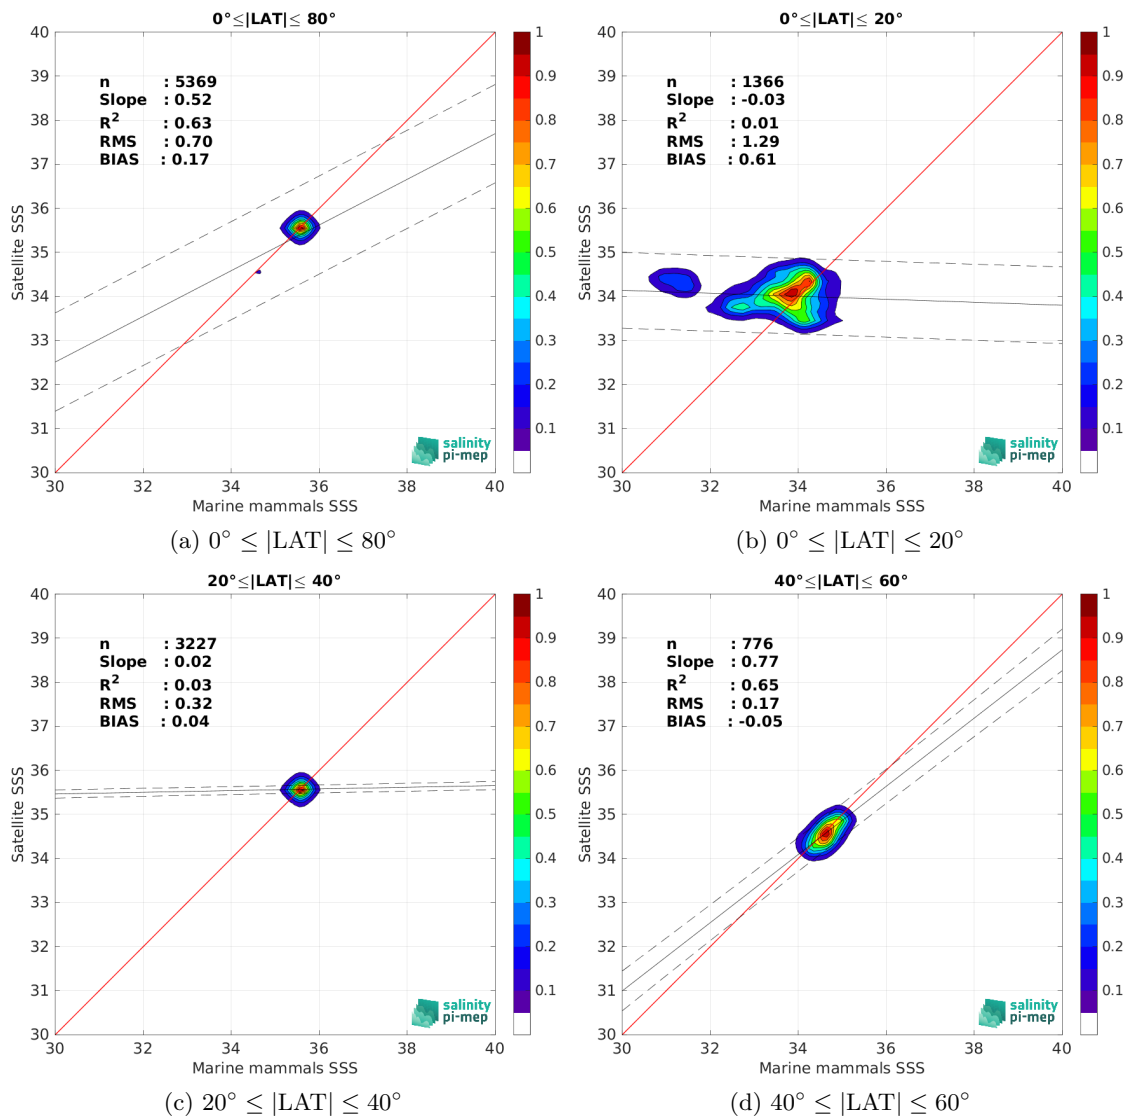 0°≤|LAT|≤ 80°
40
39
38
37
36
35
34
33
32
31
30
30
32
34
36
38
40
Satellite SSS
Marine mammals SSS
n : 5369
Slope : 0.52
R² : 0.63
RMS : 0.70
BIAS : 0.17
1
0.9
0.8
0.7
0.6
0.5
0.4
0.3
0.2
0.1
salinity
pi-mep
(a) 0° ≤ |LAT| ≤ 80°
0°≤|LAT|≤ 20°
40
39
38
37
36
35
34
33
32
31
30
30
32
34
36
38
40
Satellite SSS
Marine mammals SSS
n : 1366
Slope : -0.03
R² : 0.01
RMS : 1.29
BIAS : 0.61
1
0.9
0.8
0.7
0.6
0.5
0.4
0.3
0.2
0.1
salinity
pi-mep
(b) 0° ≤ |LAT| ≤ 20°
20°≤|LAT|≤ 40°
40
39
38
37
36
35
34
33
32
31
30
30
32
34
36
38
40
Satellite SSS
Marine mammals SSS
n : 3227
Slope : 0.02
R² : 0.03
RMS : 0.32
BIAS : 0.04
1
0.9
0.8
0.7
0.6
0.5
0.4
0.3
0.2
0.1
salinity
pi-mep
(c) 20° ≤ |LAT| ≤ 40°
40°≤|LAT|≤ 60°
40
39
38
37
36
35
34
33
32
31
30
30
32
34
36
38
40
Satellite SSS
Marine mammals SSS
n : 776
Slope : 0.77
R² : 0.65
RMS : 0.17
BIAS : -0.05
1
0.9
0.8
0.7
0.6
0.5
0.4
0.3
0.2
0.1
salinity
pi-mep
(d) 40° ≤ |LAT| ≤ 60°